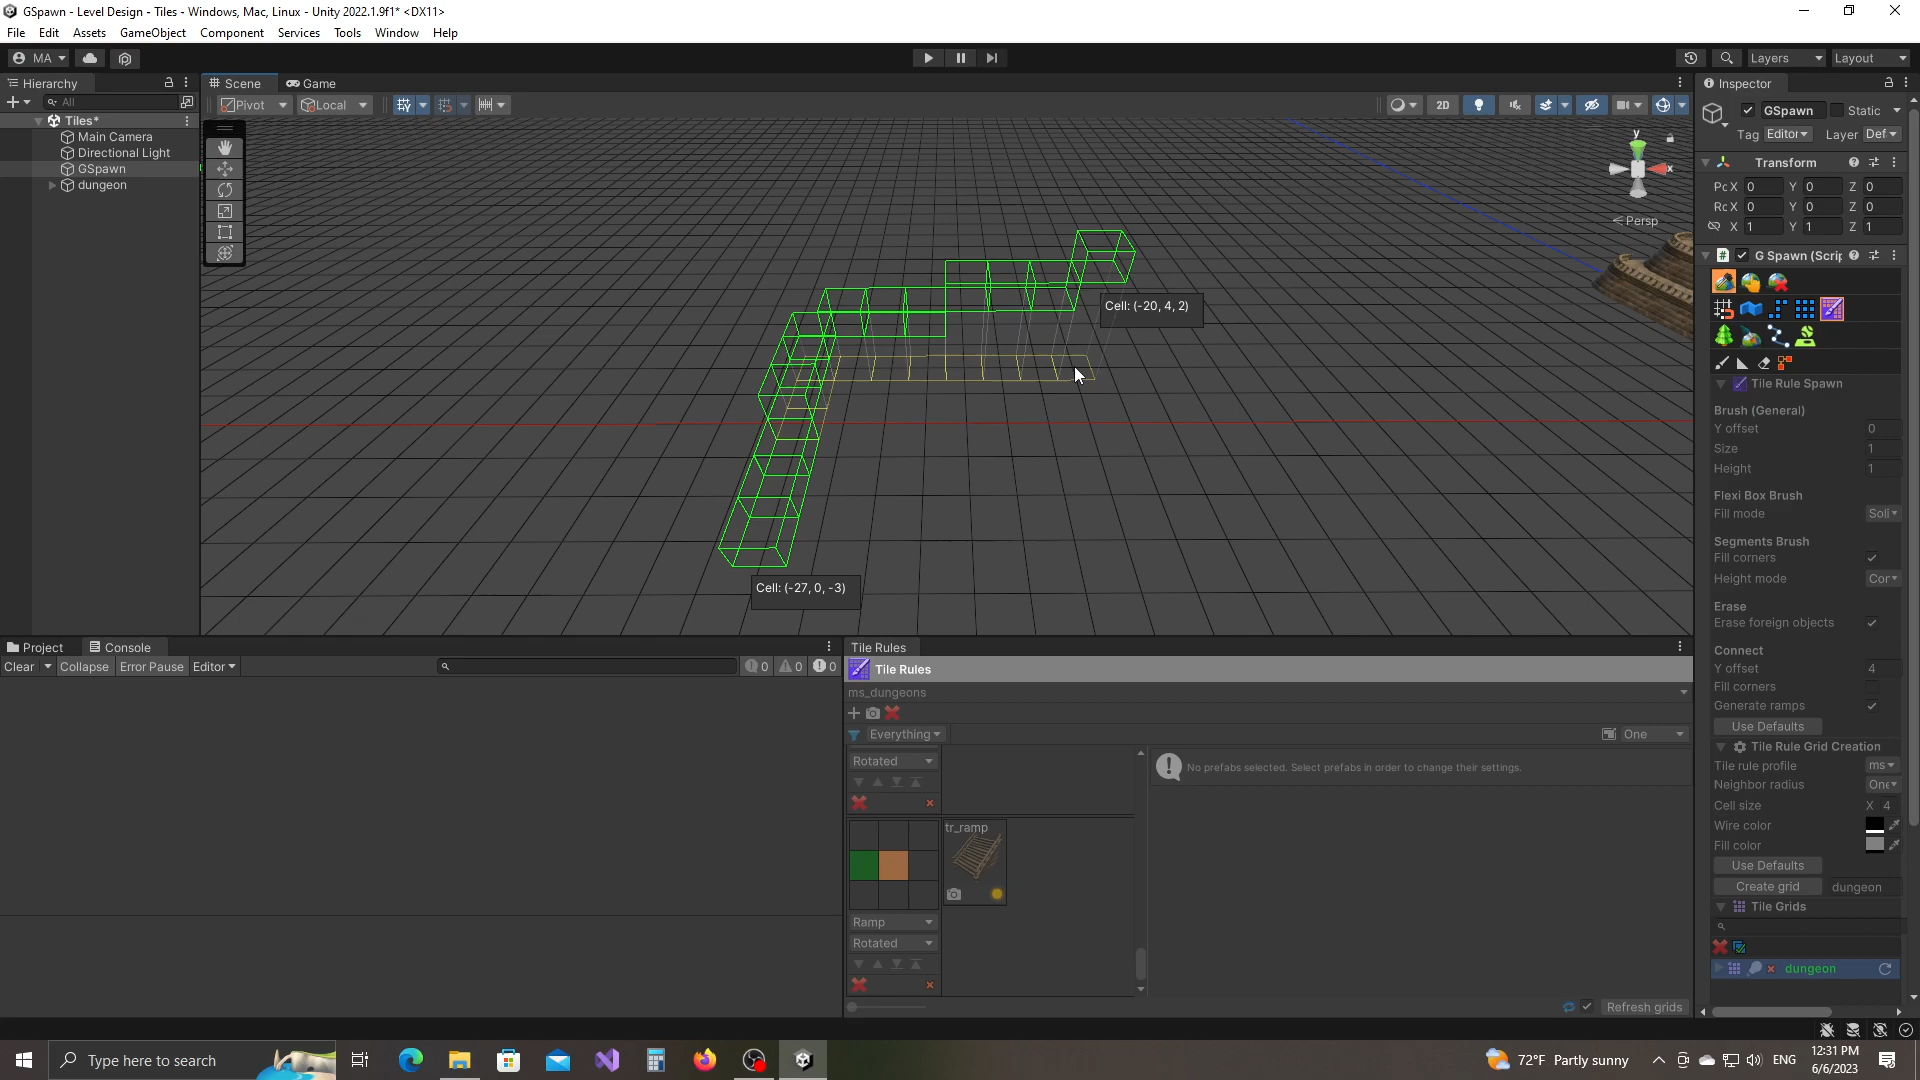 GSpawn - Level Design - Tiles - Windows, Mac, Linux - Unity 2022.1.9f1* <DX11>
File Edit Assets GameObject Component Services Tools Window Help
MA Layers Layout
Hierarchy
All
Tiles*
Main Camera
Directional Light
GSpawn
dungeon
Scene Game
Pivot Local 2D
y
x
< Persp
Cell: (-20, 4, 2)
Cell: (-27, 0, -3)
Inspector
GSpawn Static
Tag Editor Layer Def
Transform
Pc X 0 Y 0 Z 0
Rc X 0 Y 0 Z 0
X 1 Y 1 Z 1
G Spawn (Scrip
Tile Rule Spawn
Brush (General)
Y offset 0
Size 1
Height 1
Flexi Box Brush
Fill mode Soli
Segments Brush
Fill corners
Height mode Cor
Erase
Erase foreign objects
Connect
Y offset 4
Fill corners
Generate ramps
Use Defaults
Tile Rule Grid Creation
Tile rule profile ms
Neighbor radius One
Cell size X 4
Wire color
Fill color
Use Defaults
Create grid dungeon
Tile Grids
dungeon
Project Console
Clear Collapse Error Pause Editor 0 0 0
Tile Rules
Tile Rules
ms_dungeons
Everything One
Rotated
No prefabs selected. Select prefabs in order to change their settings.
tr_ramp
Ramp
Rotated
Refresh grids
Type here to search
72°F Partly sunny ENG
12:31 PM
6/6/2023